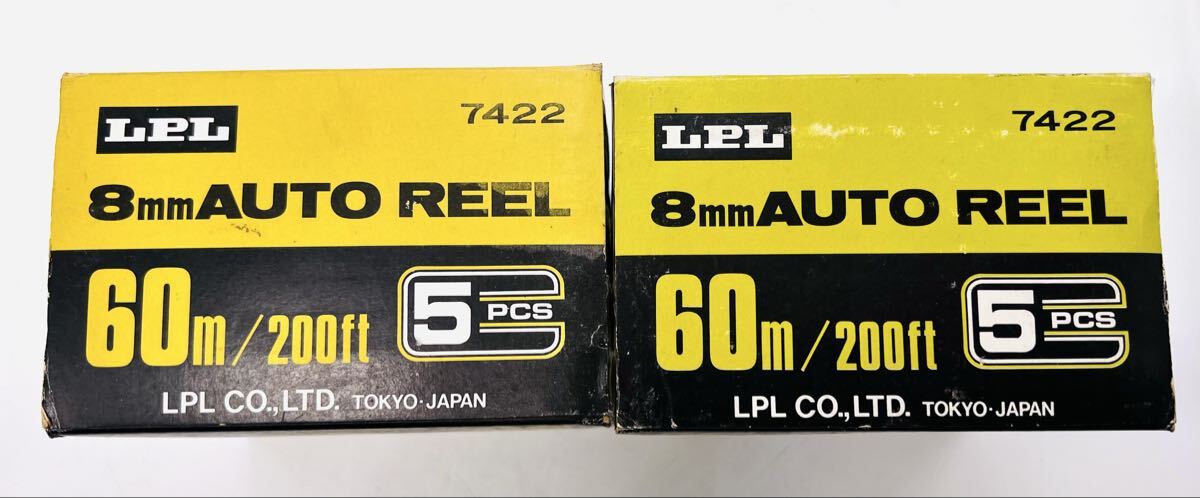 LPL
7422
8mm AUTO REEL
60m/200ft
5 PCS
LPL CO.,LTD. TOKYO·JAPAN
LPL
7422
8mm AUTO REEL
60m/200ft
5 PCS
LPL CO.,LTD. TOKYO·JAPAN